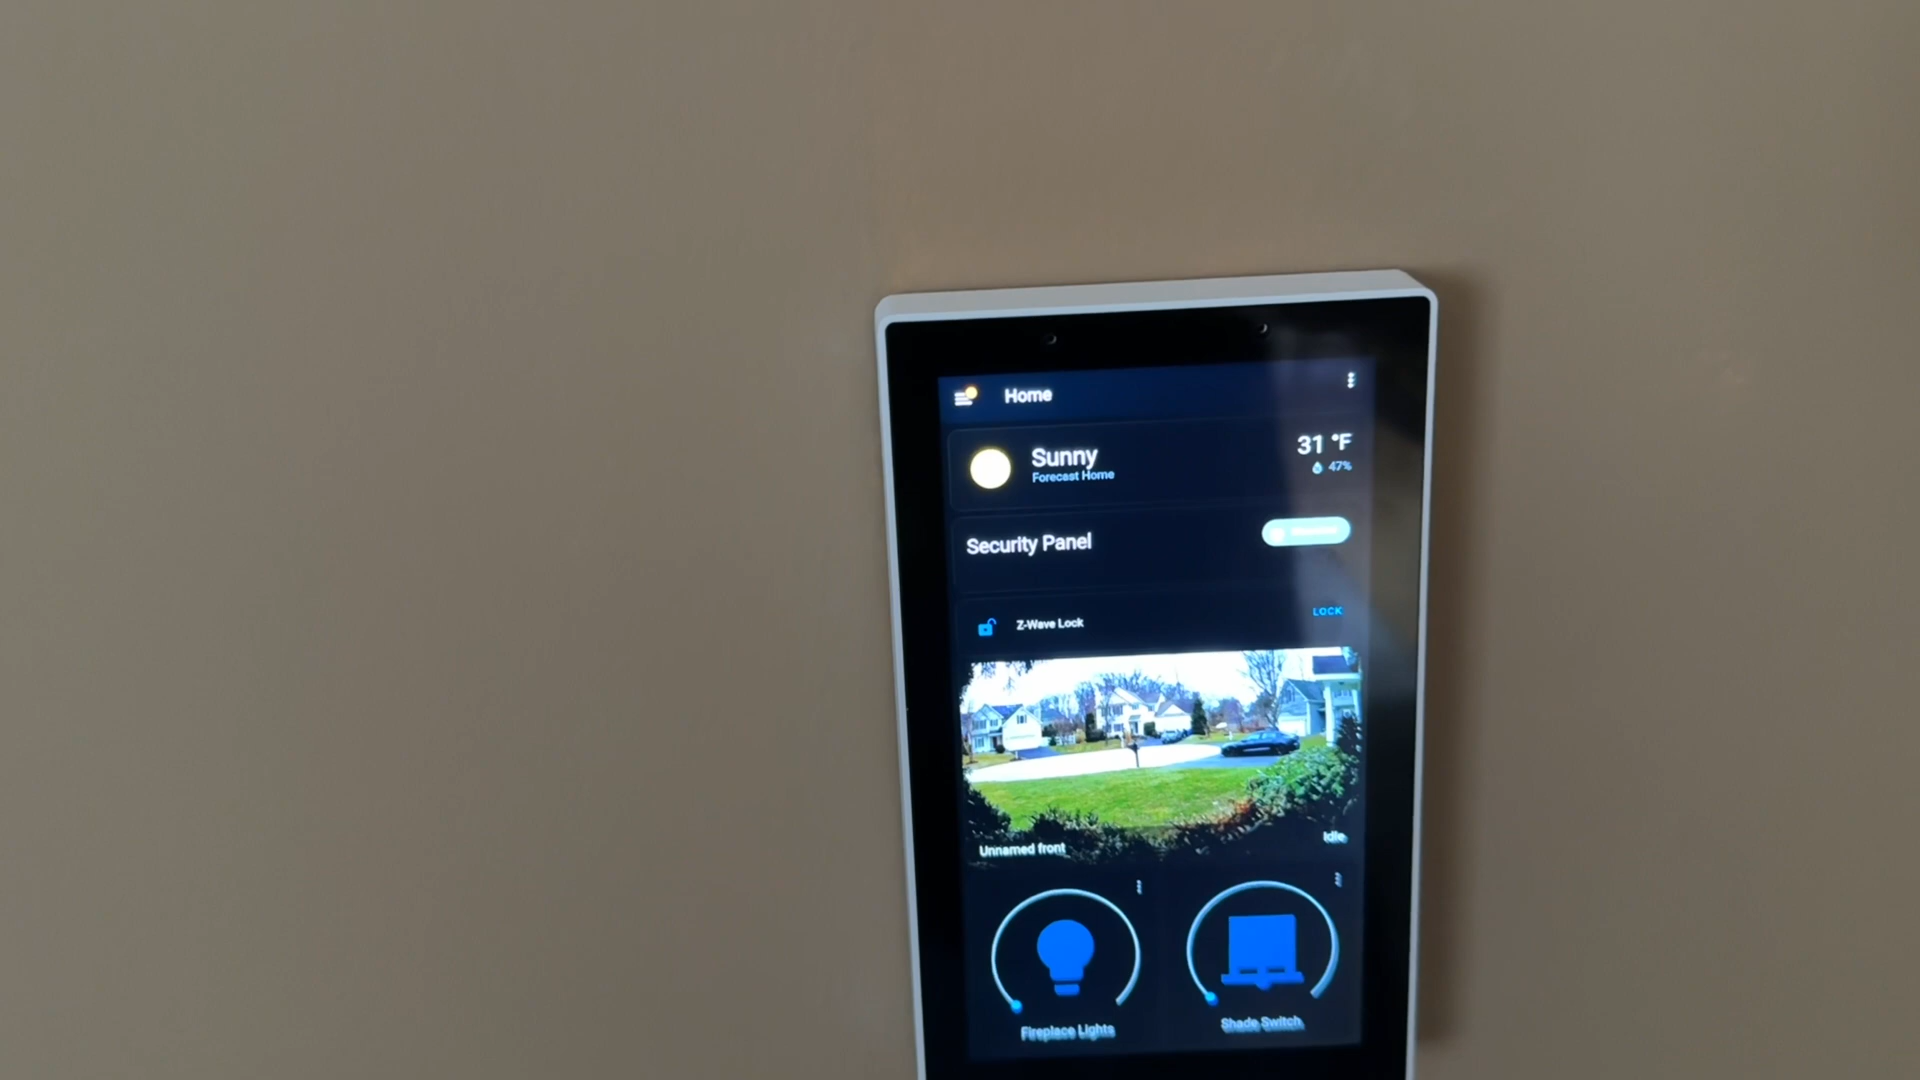 Home
Sunny
Forecast Home
31 °F
47%
Security Panel
Z-Wave Lock
LOCK
Unnamed front
Idle
Fireplace Lights
Shade Switch